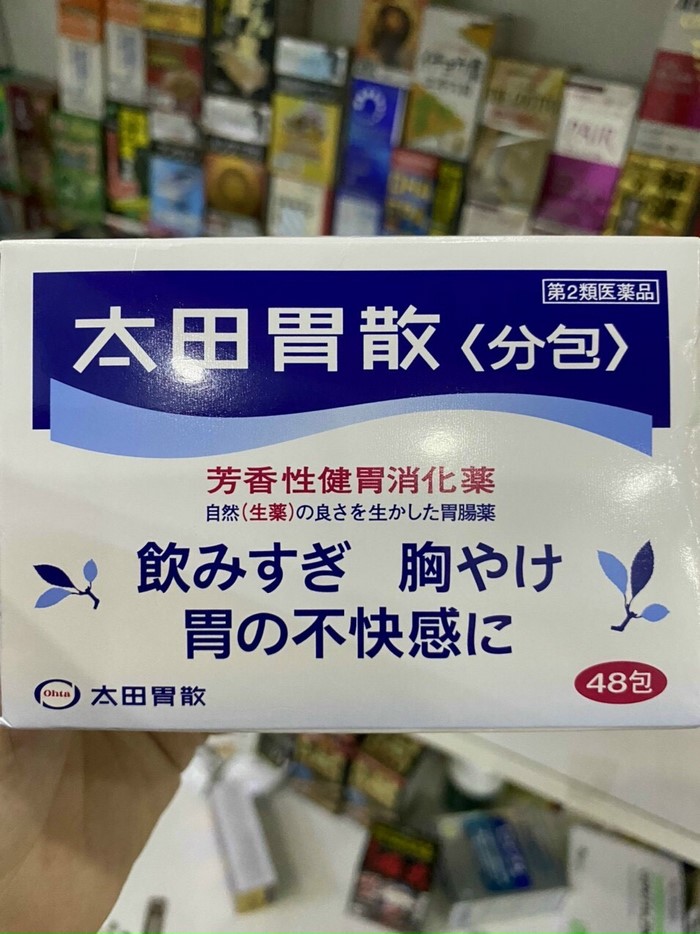 第2類医薬品
太田胃散〈分包〉
芳香性健胃消化薬
自然(生薬)の良さを生かした胃腸薬
飲みすぎ 胸やけ
胃の不快感に
48包
Ohta 太田胃散
PAIR